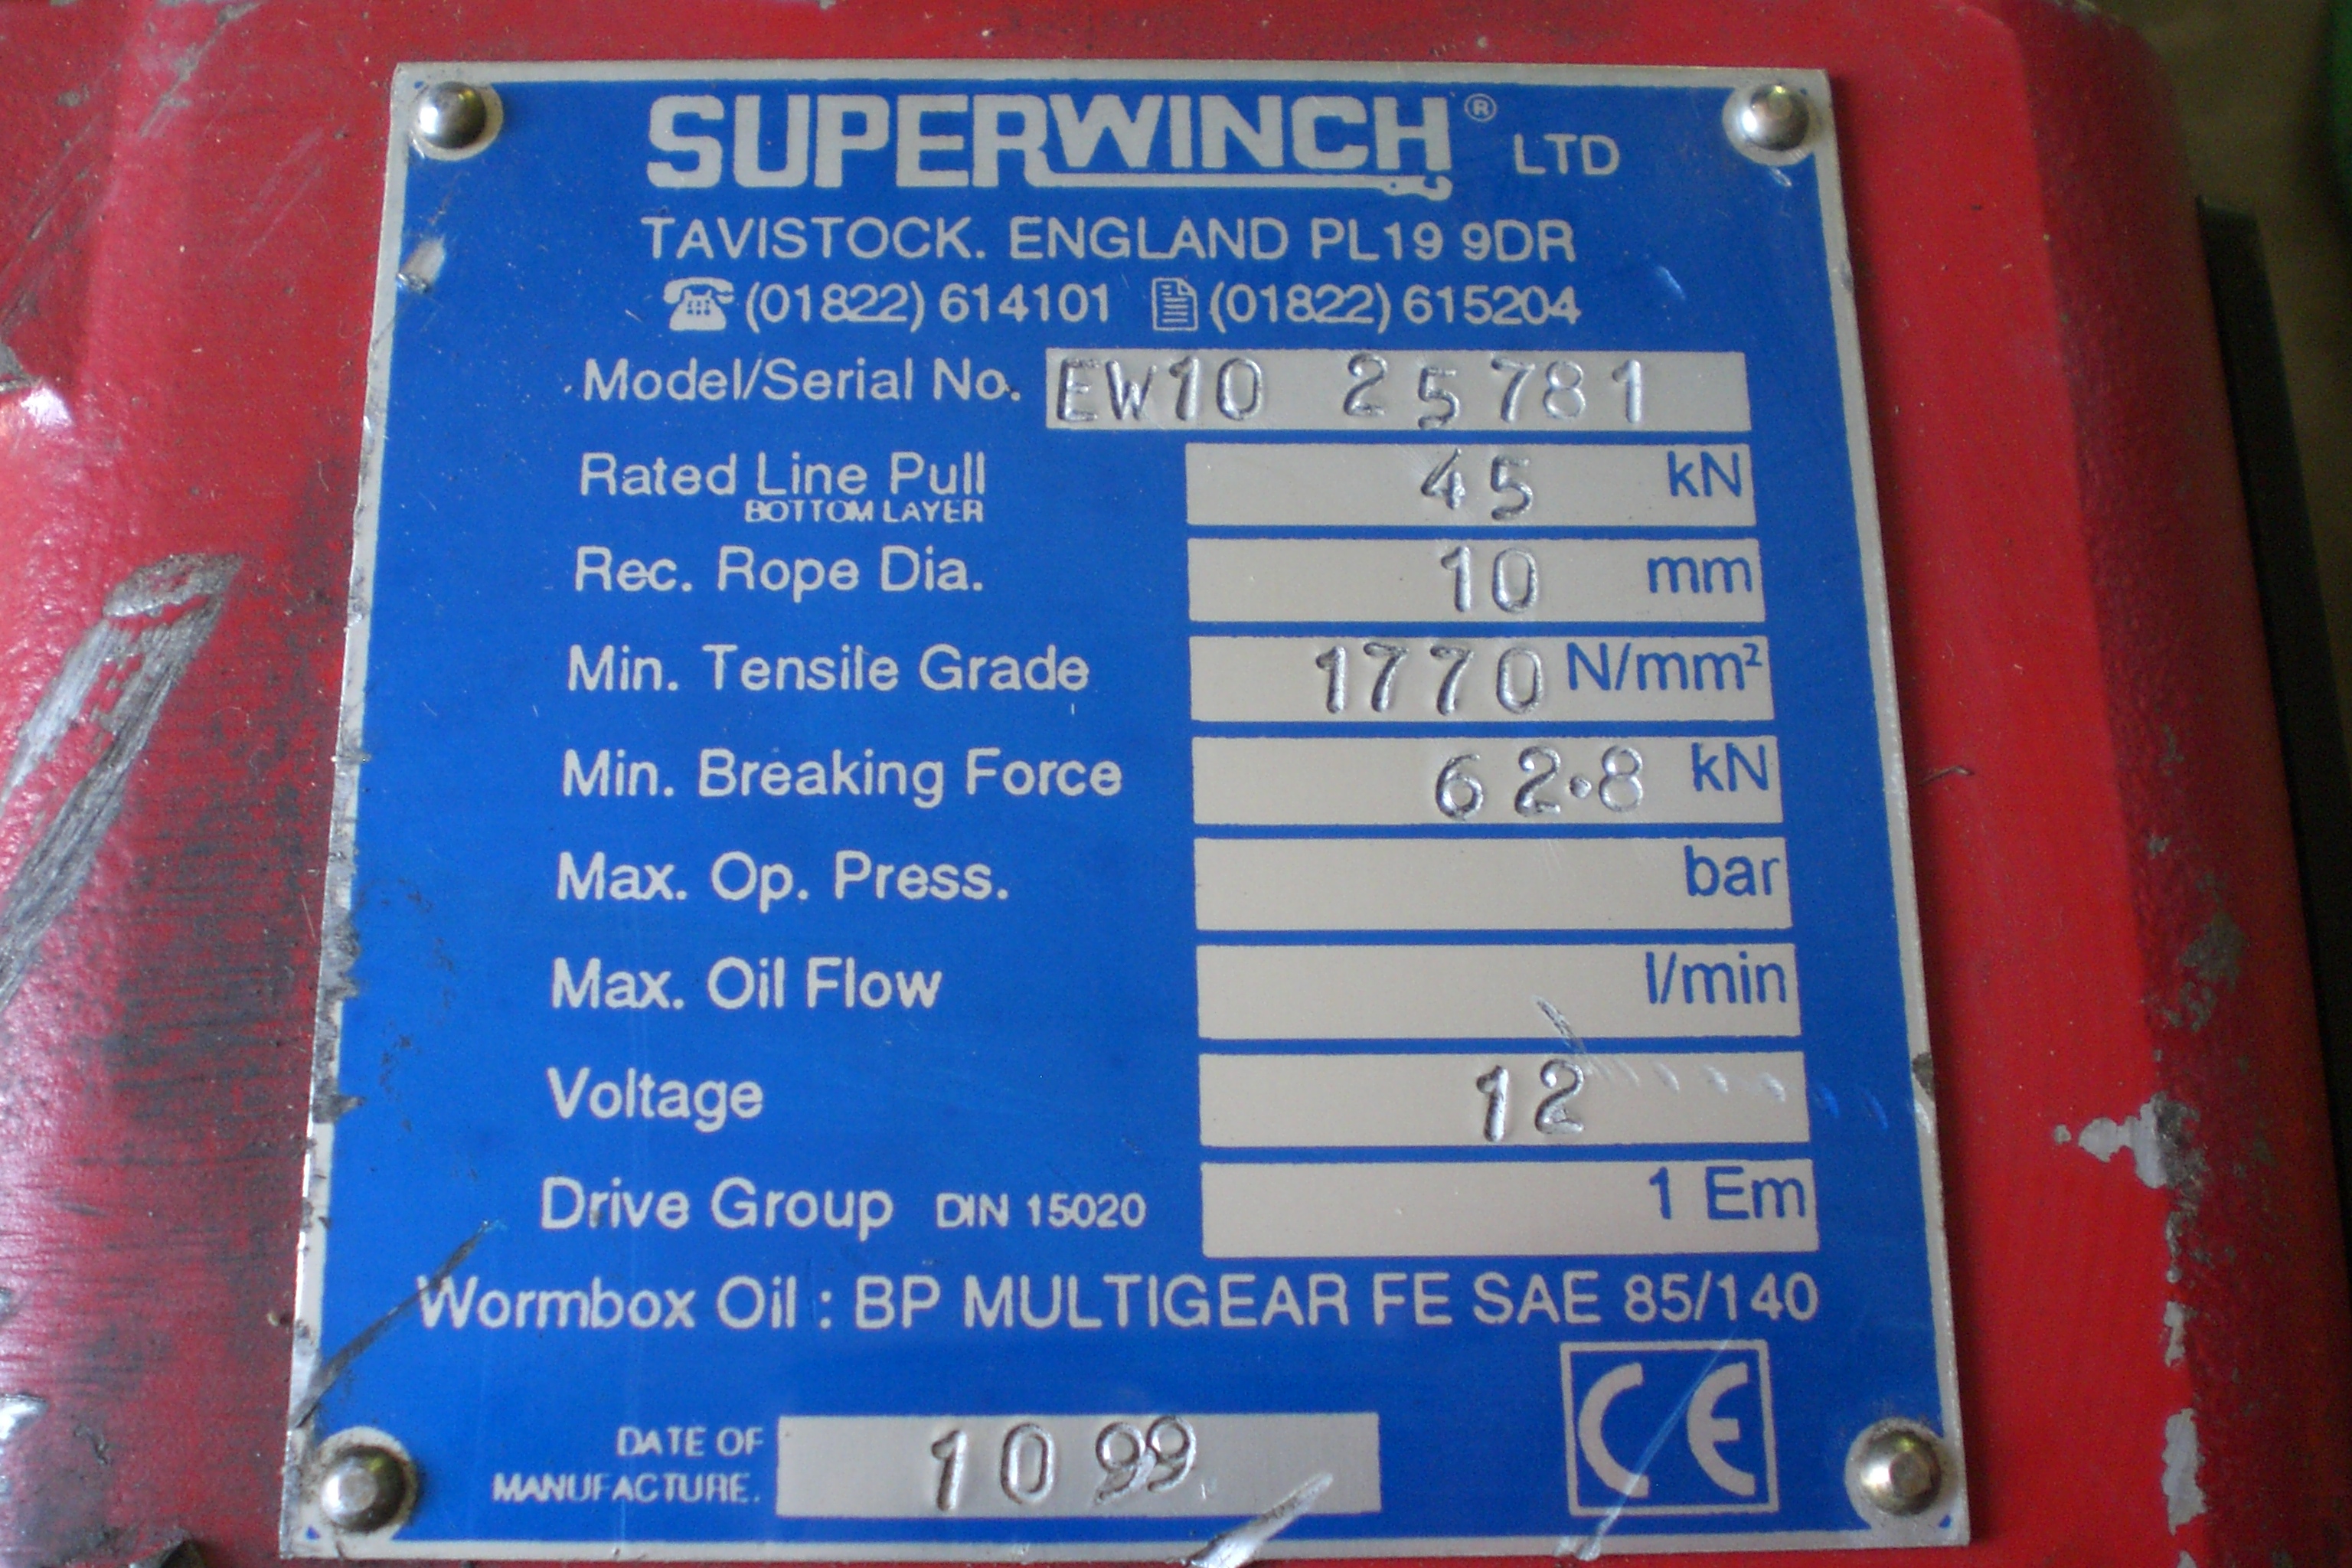 SUPERWINCH® LTD
TAVISTOCK. ENGLAND PL19 9DR
(01822) 614101 (01822) 615204
Model/Serial No. EW10 25781
Rated Line Pull 45 kN
BOTTOM LAYER
Rec. Rope Dia. 10 mm
Min. Tensile Grade 1770 N/mm²
Min. Breaking Force 62·8 kN
Max. Op. Press. bar
Max. Oil Flow l/min
Voltage 12
Drive Group DIN 15020 1 Em
Wormbox Oil : BP MULTIGEAR FE SAE 85/140
DATE OF
MANUFACTURE. 10 99
CE